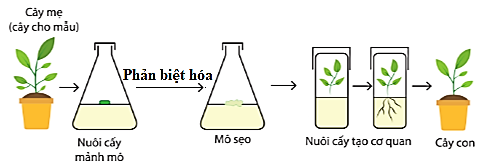 Cây mẹ
(cây cho mẫu)
Phản biệt hóa
Nuôi cấy
mảnh mô
Mô sẹo
Nuôi cấy tạo cơ quan
Cây con